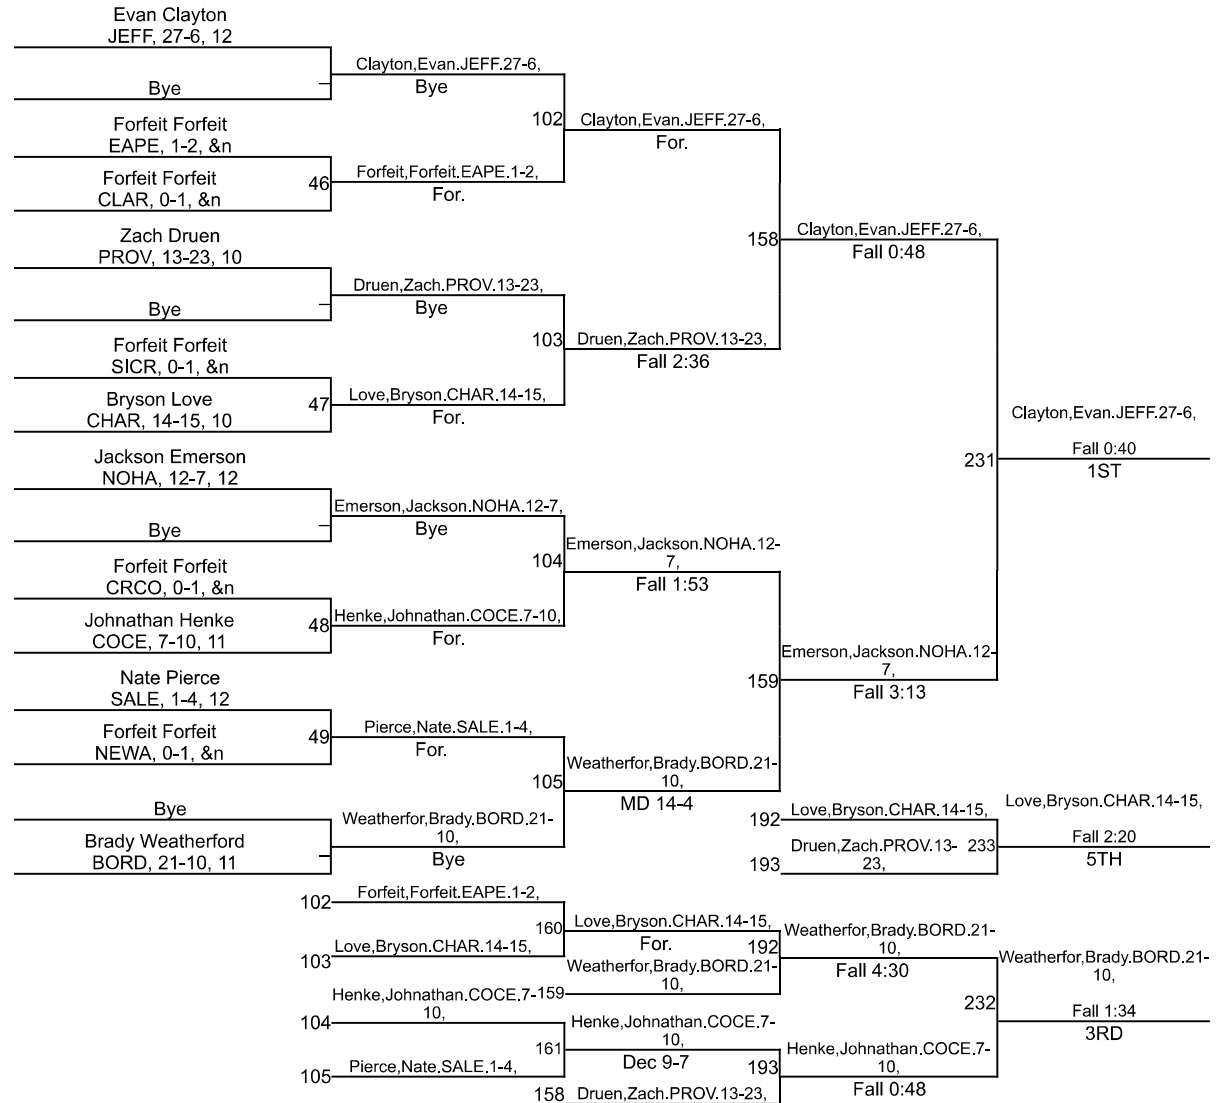 Evan Clayton
JEFF, 27-6, 12
Bye
Clayton,Evan.JEFF.27-6,
Bye
Forfeit Forfeit
EAPE, 1-2, &n
Forfeit Forfeit
CLAR, 0-1, &n
46
Forfeit,Forfeit.EAPE.1-2,
For.
102
Clayton,Evan.JEFF.27-6,
For.
Zach Druen
PROV, 13-23, 10
Bye
Druen,Zach.PROV.13-23,
Bye
Forfeit Forfeit
SICR, 0-1, &n
Bryson Love
CHAR, 14-15, 10
47
Love,Bryson.CHAR.14-15,
For.
103
Druen,Zach.PROV.13-23,
Fall 2:36
158
Clayton,Evan.JEFF.27-6,
Fall 0:48
Jackson Emerson
NOHA, 12-7, 12
Bye
Emerson,Jackson.NOHA.12-7,
Bye
Forfeit Forfeit
CRCO, 0-1, &n
Johnathan Henke
COCE, 7-10, 11
48
Henke,Johnathan.COCE.7-10,
For.
104
Emerson,Jackson.NOHA.12-
7,
Fall 1:53
Nate Pierce
SALE, 1-4, 12
Forfeit Forfeit
NEWA, 0-1, &n
49
Pierce,Nate.SALE.1-4,
For.
Bye
Brady Weatherford
BORD, 21-10, 11
Weatherfor,Brady.BORD.21-
10,
Bye
105
Weatherfor,Brady.BORD.21-
10,
MD 14-4
159
Emerson,Jackson.NOHA.12-
7,
Fall 3:13
231
Clayton,Evan.JEFF.27-6,
Fall 0:40
1ST
192
Love,Bryson.CHAR.14-15,
193
Druen,Zach.PROV.13-
23,
233
Love,Bryson.CHAR.14-15,
Fall 2:20
5TH
102
Forfeit,Forfeit.EAPE.1-2,
103
Love,Bryson.CHAR.14-15,
160
Love,Bryson.CHAR.14-15,
For.
159
Weatherfor,Brady.BORD.21-
10,
192
Weatherfor,Brady.BORD.21-
10,
Fall 4:30
104
Henke,Johnathan.COCE.7-
10,
105
Pierce,Nate.SALE.1-4,
161
Henke,Johnathan.COCE.7-
10,
Dec 9-7
158
Druen,Zach.PROV.13-23,
193
Henke,Johnathan.COCE.7-
10,
Fall 0:48
232
Weatherfor,Brady.BORD.21-
10,
Fall 1:34
3RD